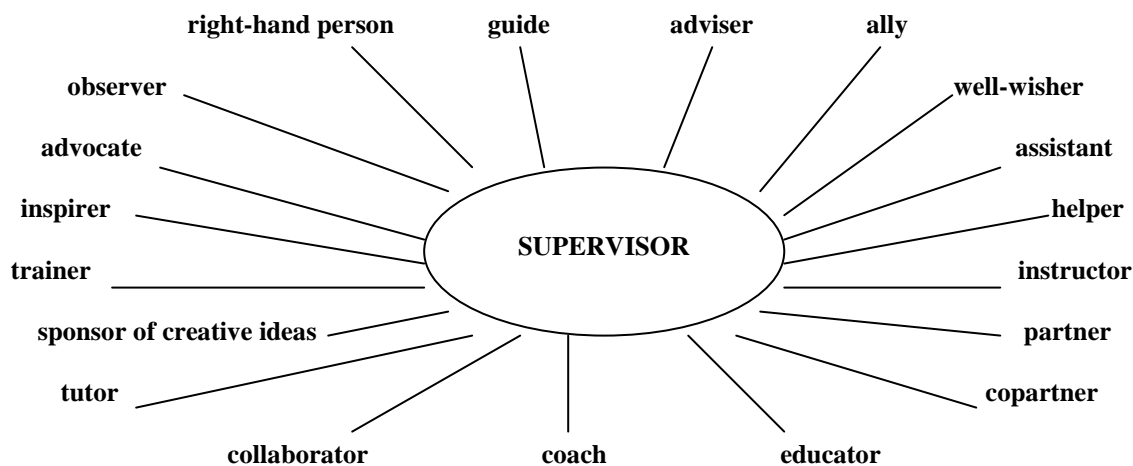 right-hand person guide adviser ally
observer well-wisher
advocate assistant
inspirer helper
SUPERVISOR
trainer instructor
sponsor of creative ideas partner
tutor copartner
collaborator coach educator